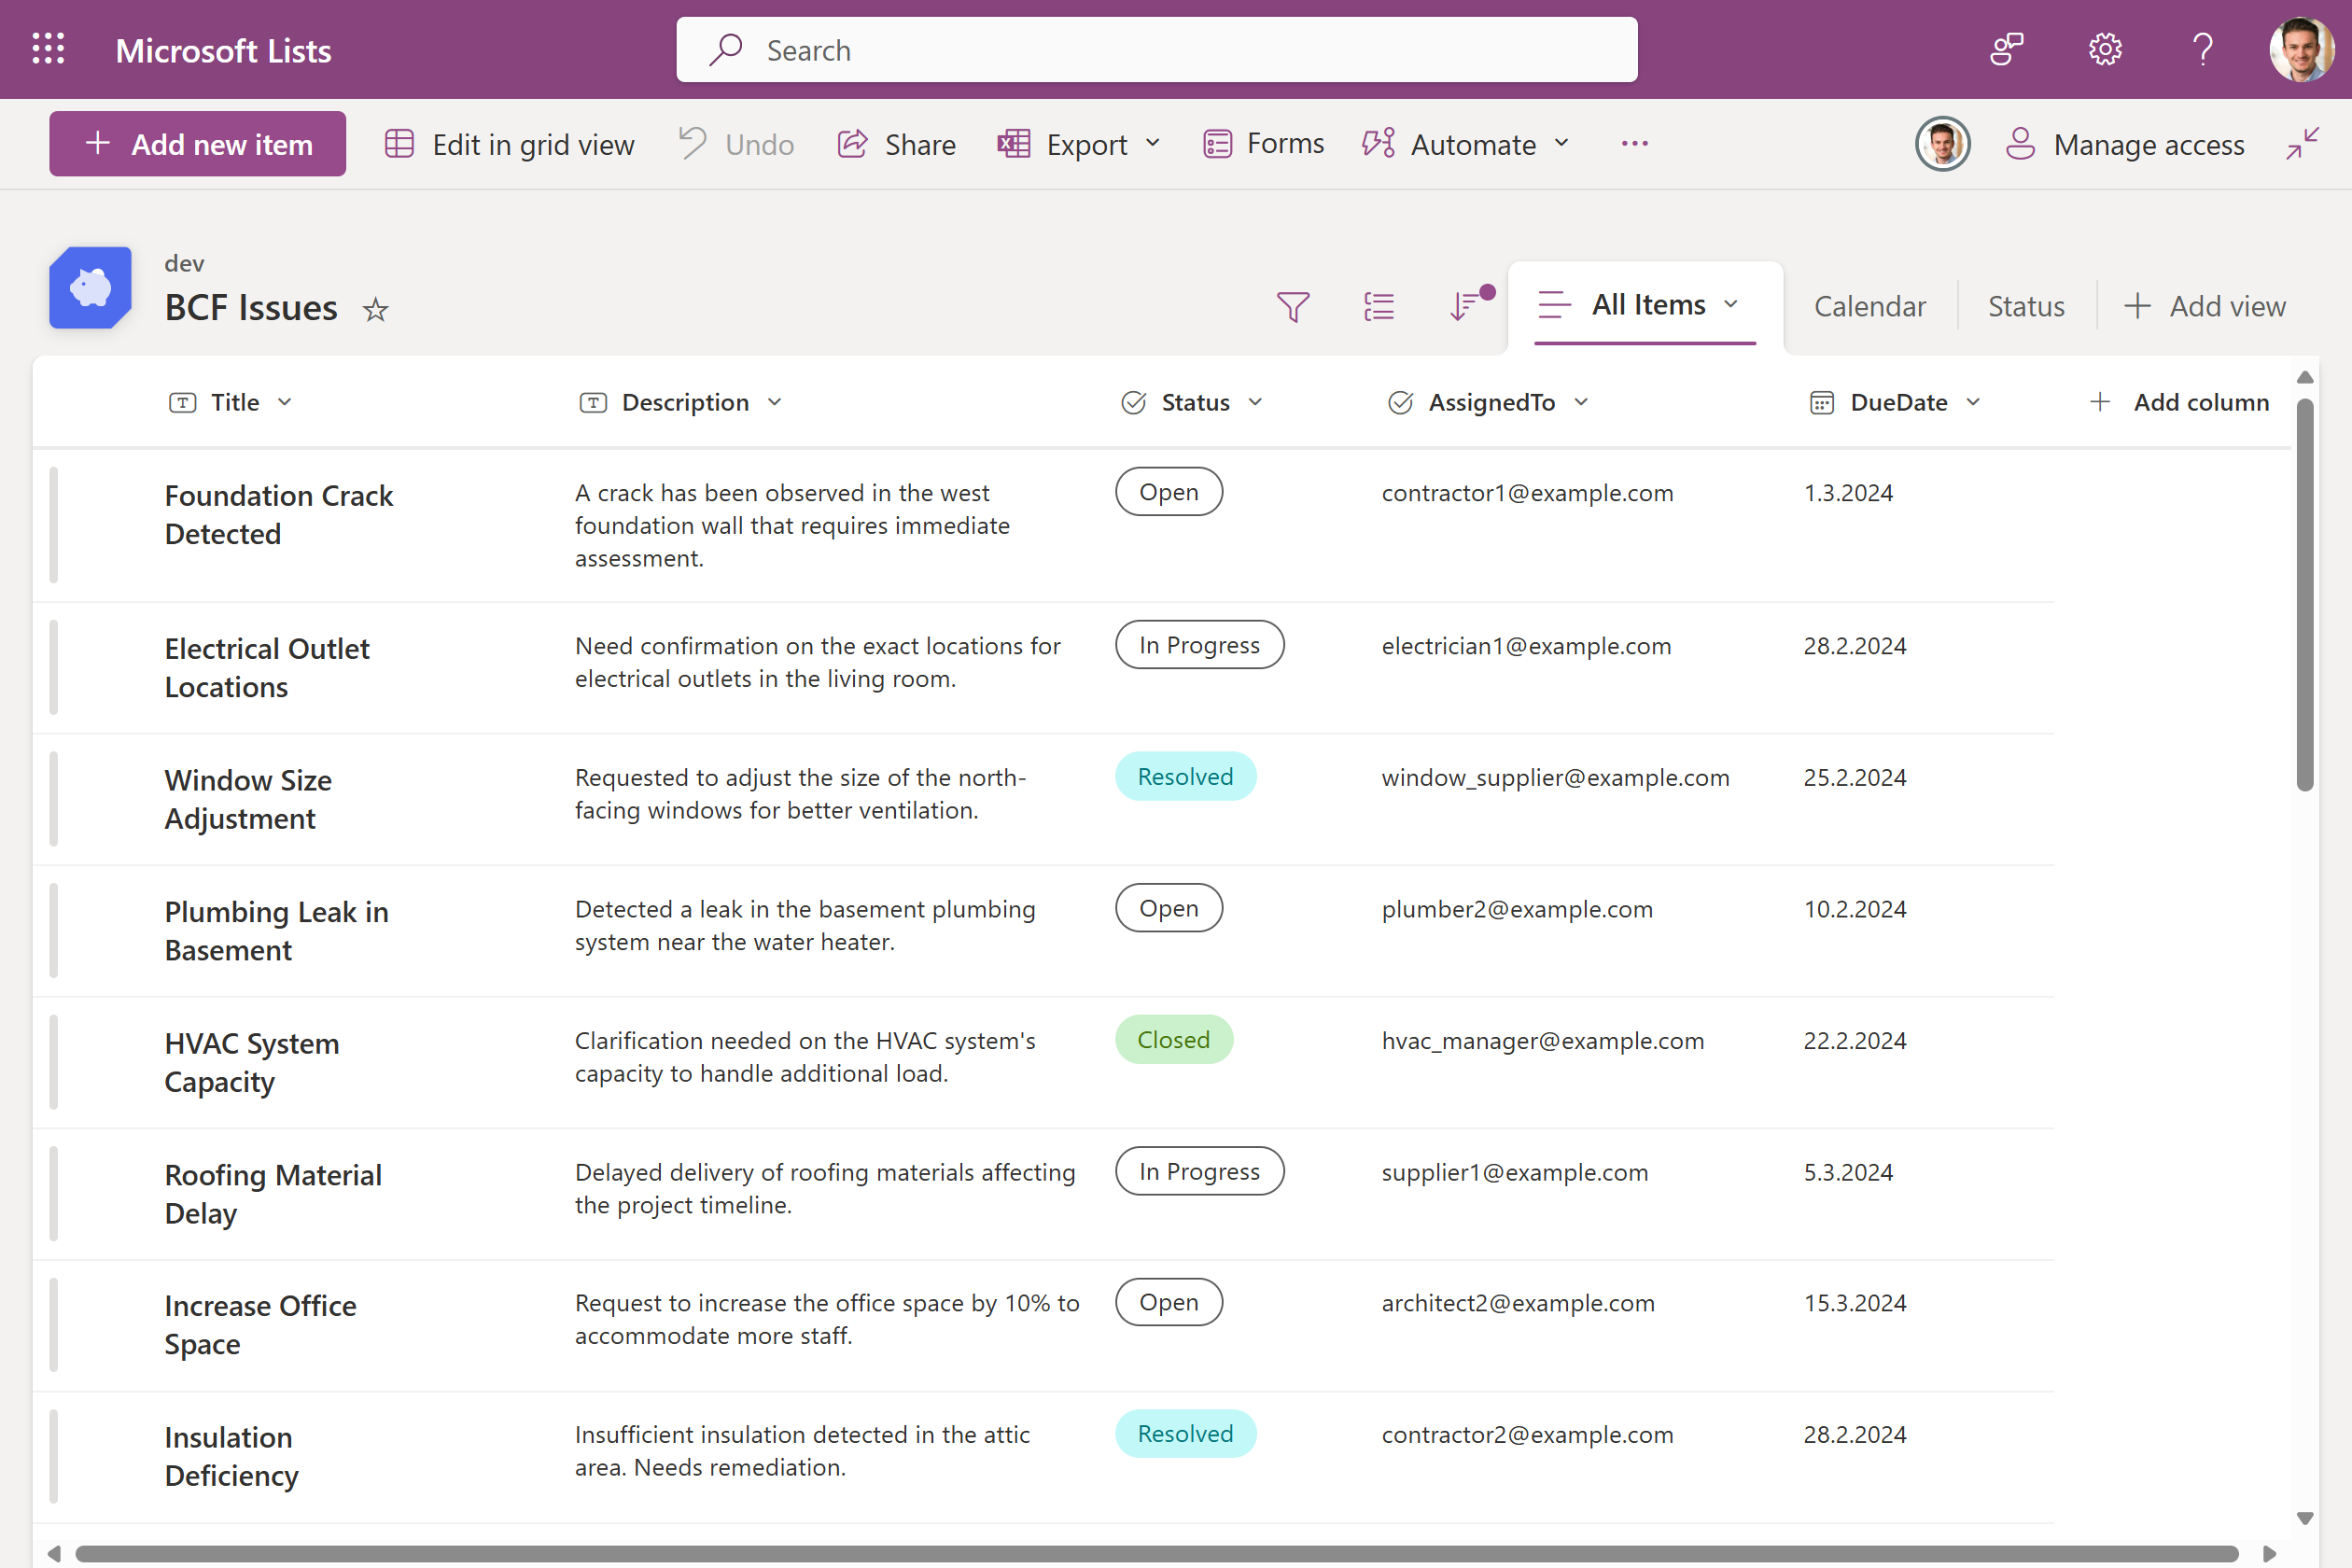 Microsoft Lists
Search
Add new item
Edit in grid view
Undo
Share
Export
Forms
Automate
Manage access
dev
BCF Issues
All Items
Calendar
Status
Add view
Title
Description
Status
AssignedTo
DueDate
Add column
Foundation Crack
Detected
A crack has been observed in the west
foundation wall that requires immediate
assessment.
Open
contractor1@example.com
1.3.2024
Electrical Outlet
Locations
Need confirmation on the exact locations for
electrical outlets in the living room.
In Progress
electrician1@example.com
28.2.2024
Window Size
Adjustment
Requested to adjust the size of the north-
facing windows for better ventilation.
Resolved
window_supplier@example.com
25.2.2024
Plumbing Leak in
Basement
Detected a leak in the basement plumbing
system near the water heater.
Open
plumber2@example.com
10.2.2024
HVAC System
Capacity
Clarification needed on the HVAC system's
capacity to handle additional load.
Closed
hvac_manager@example.com
22.2.2024
Roofing Material
Delay
Delayed delivery of roofing materials affecting
the project timeline.
In Progress
supplier1@example.com
5.3.2024
Increase Office
Space
Request to increase the office space by 10% to
accommodate more staff.
Open
architect2@example.com
15.3.2024
Insulation
Deficiency
Insufficient insulation detected in the attic
area. Needs remediation.
Resolved
contractor2@example.com
28.2.2024